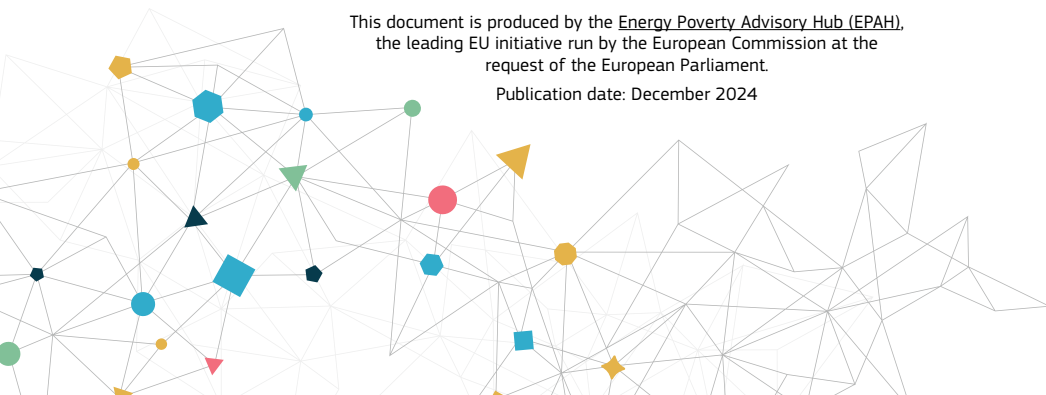 This document is produced by the Energy Poverty Advisory Hub (EPAH),
the leading EU initiative run by the European Commission at the
request of the European Parliament.
Publication date: December 2024